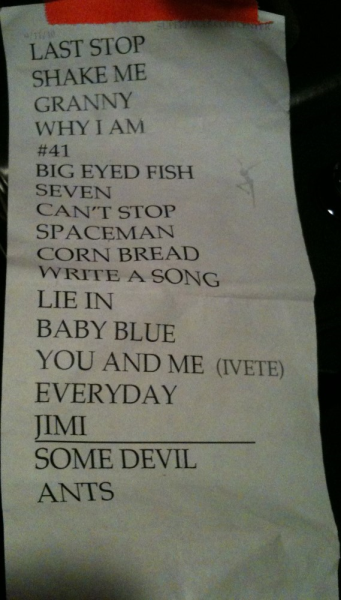 LAST STOP
SHAKE ME
GRANNY
WHY I AM
#41
BIG EYED FISH
SEVEN
CAN'T STOP
SPACEMAN
CORN BREAD
WRITE A SONG
LIE IN
BABY BLUE
YOU AND ME (IVETE)
EVERYDAY
JIMI
SOME DEVIL
ANTS